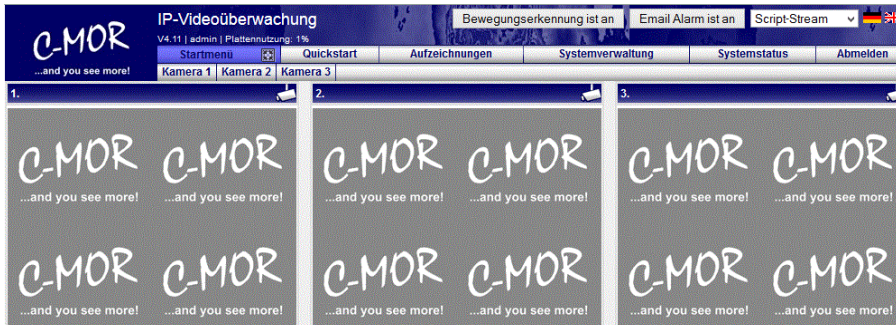 C-MOR
...and you see more!
IP-Videoüberwachung
Bewegungserkennung ist an Email Alarm ist an Script-Stream
V4.11 | admin | Plattennutzung: 1%
Startmenü Quickstart Aufzeichnungen Systemverwaltung Systemstatus Abmelden
Kamera 1 Kamera 2 Kamera 3
1. 2. 3.
C-MOR C-MOR C-MOR C-MOR C-MOR C-MOR
...and you see more! ...and you see more! ...and you see more! ...and you see more! ...and you see more! ...and you see more!
C-MOR C-MOR C-MOR C-MOR C-MOR C-MOR
...and you see more! ...and you see more! ...and you see more! ...and you see more! ...and you see more! ...and you see more!